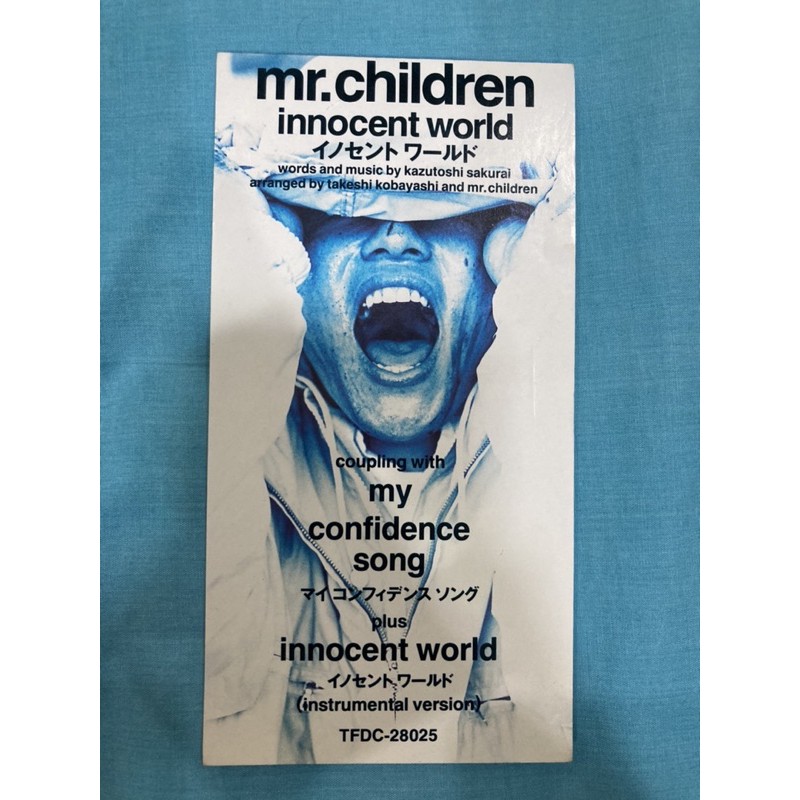 mr.children
innocent world
イノセント ワールド
words and music by kazutoshi sakurai
arranged by takeshi kobayashi and mr.children
coupling with
my
confidence
song
マイ コンフィデンス ソング
plus
innocent world
イノセント ワールド
(instrumental version)
TFDC-28025